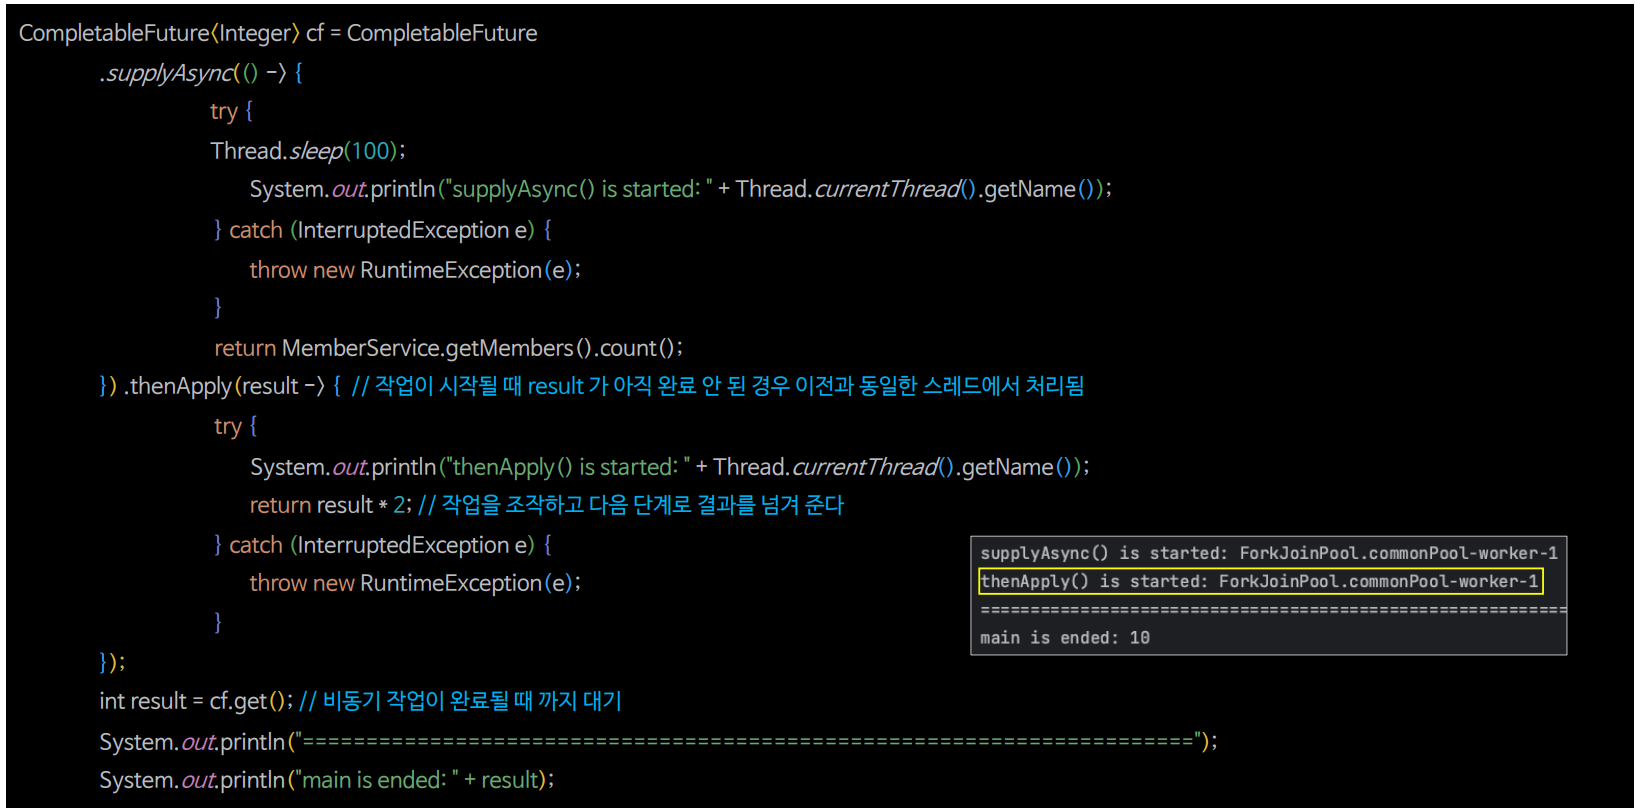 CompletableFuture<Integer> cf = CompletableFuture
.supplyAsync(() -> {
try {
Thread.sleep(100);
System.out.println("supplyAsync() is started: " + Thread.currentThread().getName());
} catch (InterruptedException e) {
throw new RuntimeException(e);
}
return MemberService.getMembers().count();
}) .thenApply(result -> { // 작업이 시작될 때 result 가 아직 완료 안 된 경우 이전과 동일한 스레드에서 처리됨
try {
System.out.println("thenApply() is started: " + Thread.currentThread().getName());
return result * 2; // 작업을 조작하고 다음 단계로 결과를 넘겨 준다
} catch (InterruptedException e) {
throw new RuntimeException(e);
}
});
int result = cf.get(); // 비동기 작업이 완료될 때 까지 대기
System.out.println("======================================================================");
System.out.println("main is ended: " + result);
supplyAsync() is started: ForkJoinPool.commonPool-worker-1
thenApply() is started: ForkJoinPool.commonPool-worker-1
===========================================================
main is ended: 10